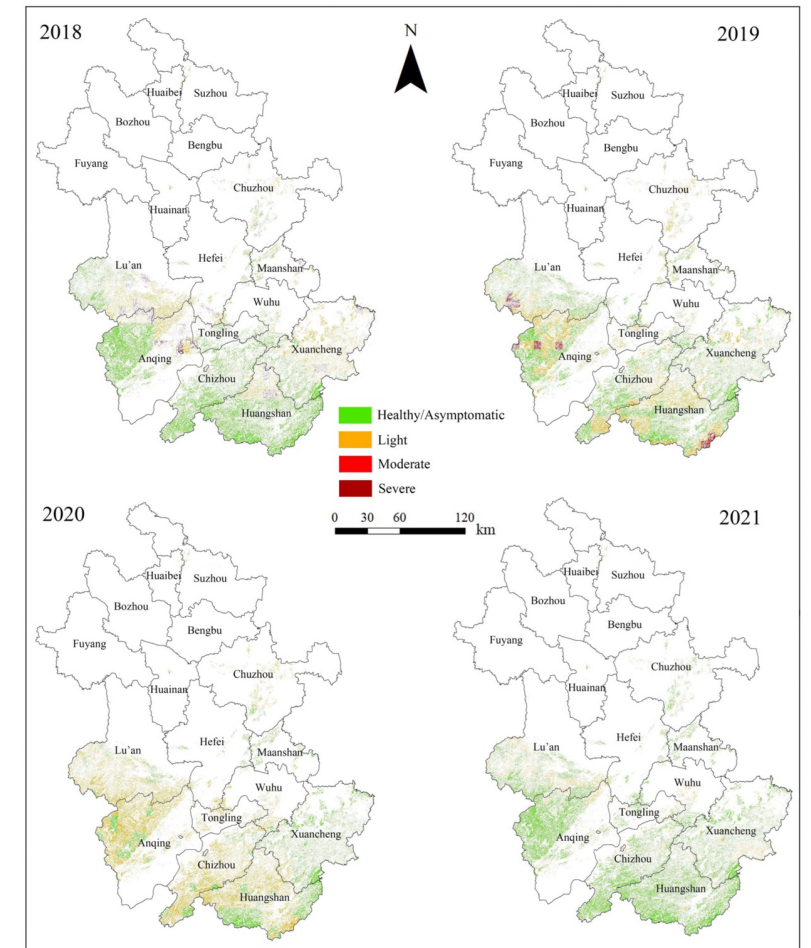 2018
N
2019
Huaibei
Suzhou
Bozhou
Bengbu
Fuyang
Chuzhou
Huainan
Hefei
Lu'an
Maanshan
Wuhu
Tongling
Xuancheng
Anqing
Chizhou
Huangshan
Huaibei
Suzhou
Bozhou
Bengbu
Fuyang
Chuzhou
Huainan
Hefei
Lu'an
Maanshan
Wuhu
Tongling
Xuancheng
Anqing
Chizhou
Huangshan
Healthy/Asymptomatic
Light
Moderate
Severe
0 30 60 120
km
2020
2021
Huaibei
Suzhou
Bozhou
Bengbu
Fuyang
Chuzhou
Huainan
Hefei
Lu'an
Maanshan
Wuhu
Tongling
Xuancheng
Anqing
Chizhou
Huangshan
Huaibei
Suzhou
Bozhou
Bengbu
Fuyang
Chuzhou
Huainan
Hefei
Lu'an
Maanshan
Wuhu
Tongling
Xuancheng
Anqing
Chizhou
Huangshan